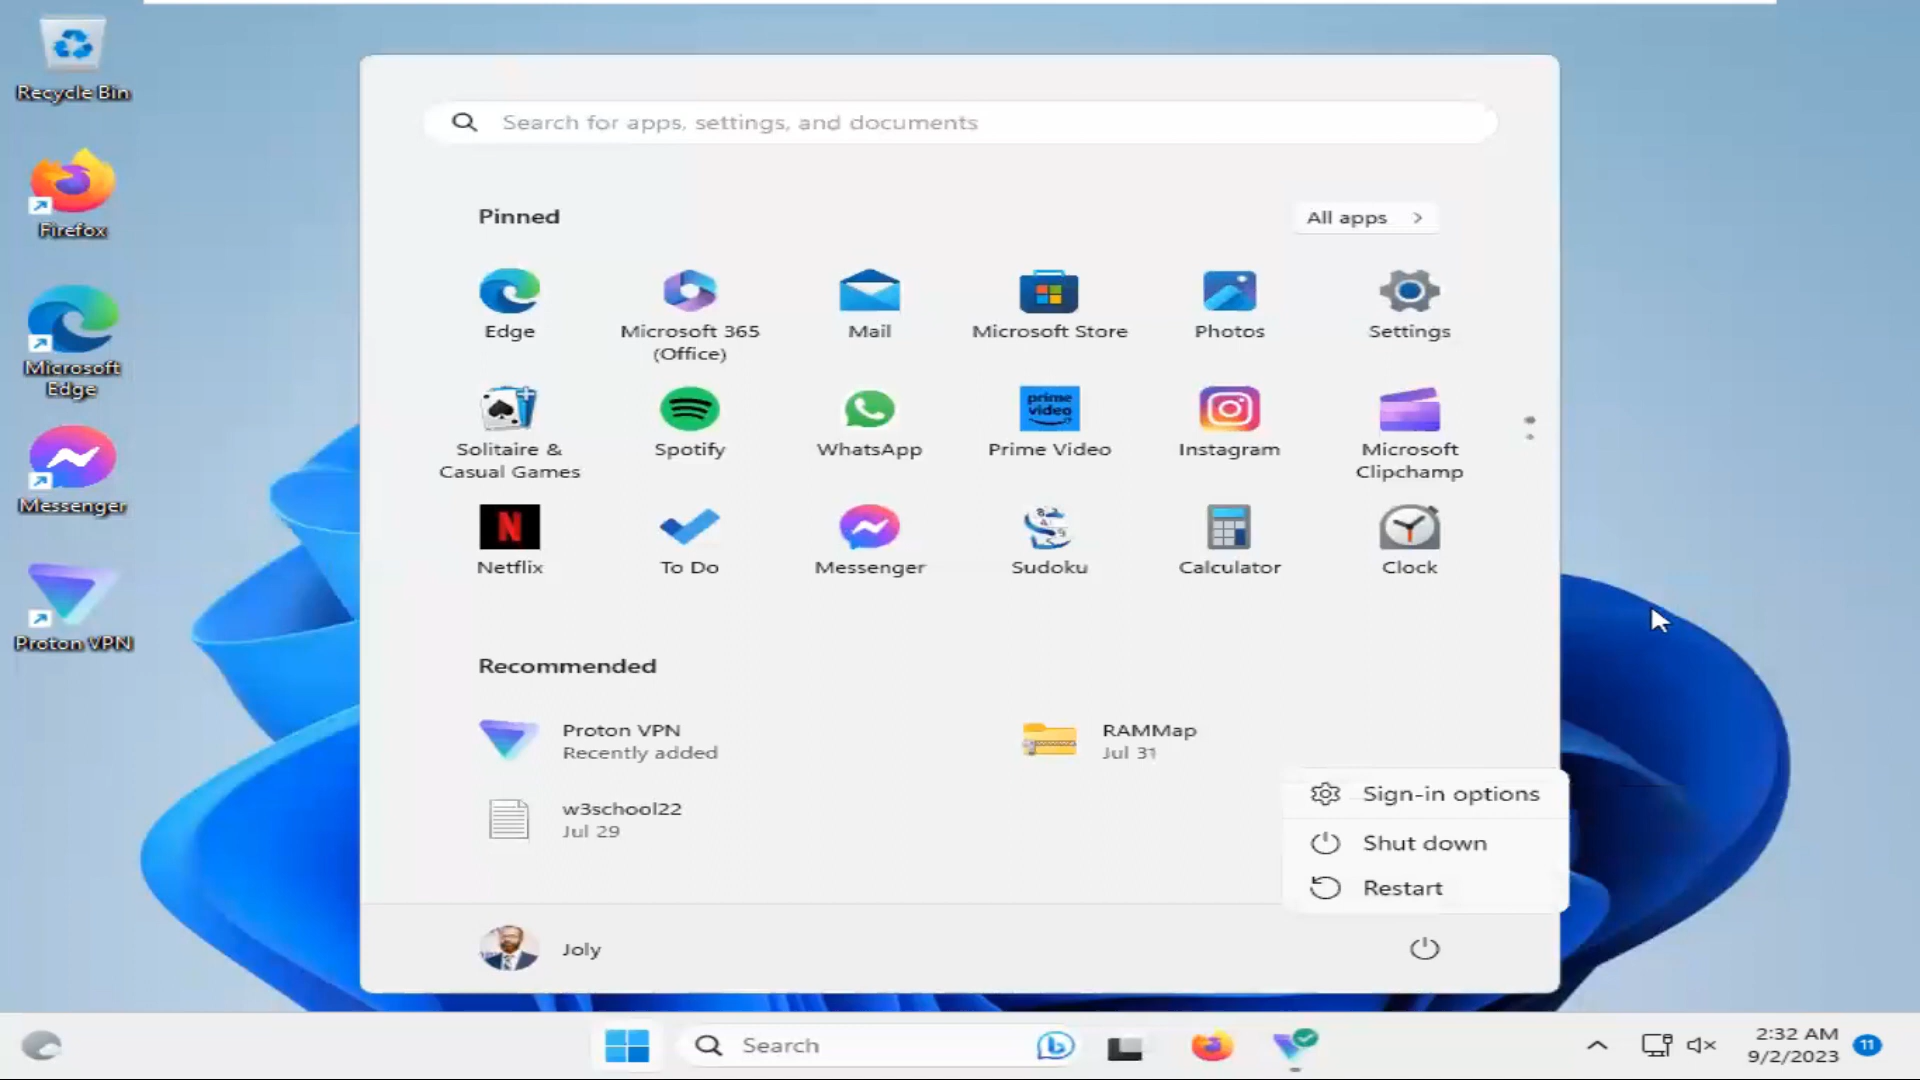 Recycle Bin
Firefox
Microsoft
Edge
Messenger
Proton VPN
Search for apps, settings, and documents
Pinned
All apps
Edge
Microsoft 365
(Office)
Mail
Microsoft Store
Photos
Settings
Solitaire &
Casual Games
Spotify
WhatsApp
prime
video
Prime Video
Instagram
Microsoft
Clipchamp
N
Netflix
To Do
Messenger
Sudoku
Calculator
Clock
Recommended
Proton VPN
Recently added
RAMMap
Jul 31
w3school22
Jul 29
Sign-in options
Shut down
Restart
Joly
Search
2:32 AM
9/2/2023
11